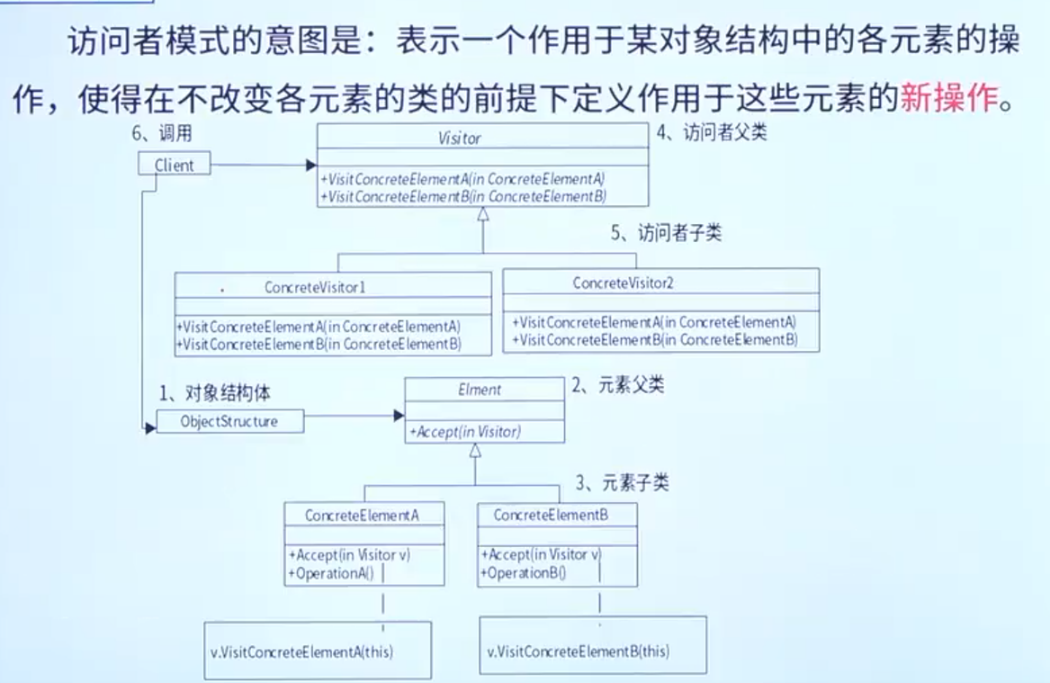 访问者模式的意图是：表示一个作用于某对象结构中的各元素的操
作，使得在不改变各元素的类的前提下定义作用于这些元素的新操作。
6、调用
Client
Visitor
+VisitConcreteElementA(in ConcreteElementA)
+VisitConcreteElementB(in ConcreteElementB)
4、访问者父类
5、访问者子类
ConcreteVisitor1
+VisitConcreteElementA(in ConcreteElementA)
+VisitConcreteElementB(in ConcreteElementB)
ConcreteVisitor2
+VisitConcreteElementA(in ConcreteElementA)
+VisitConcreteElementB(in ConcreteElementB)
1、对象结构体
ObjectStructure
Elment
+Accept(in Visitor)
2、元素父类
3、元素子类
ConcreteElementA
+Accept(in Visitor v)
+OperationA()
ConcreteElementB
+Accept(in Visitor v)
+OperationB()
v.VisitConcreteElementA(this)
v.VisitConcreteElementB(this)